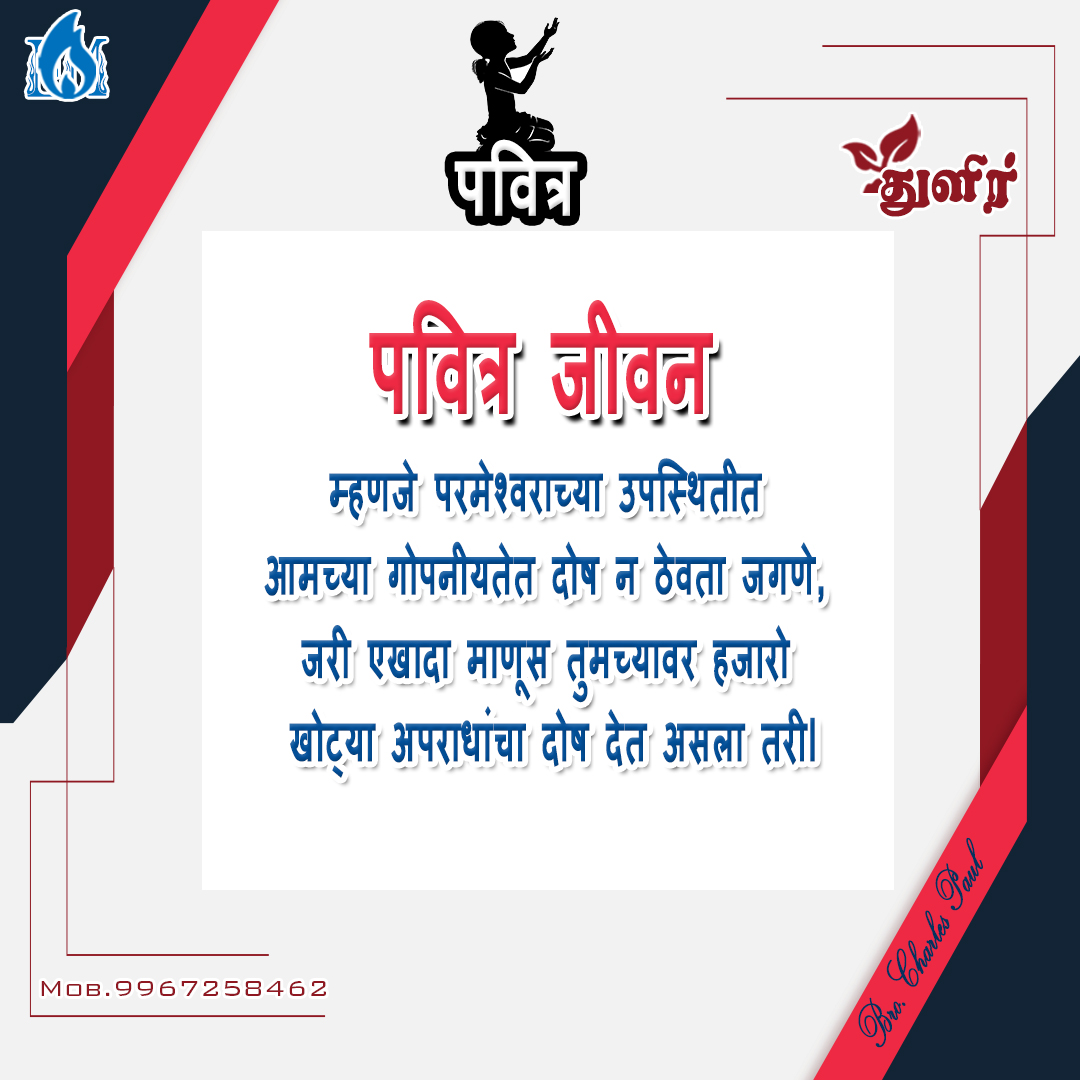 पवित्र
துளிர்
पवित्र जीवन
म्हणजे परमेश्वराच्या उपस्थितीत
आमच्या गोपनीयतेत दोष न ठेवता जगणे,
जरी एखादा माणूस तुमच्यावर हजारो
खोट्या अपराधांचा दोष देत असला तरी।
Bro. Charles Paul
Mob.9967258462